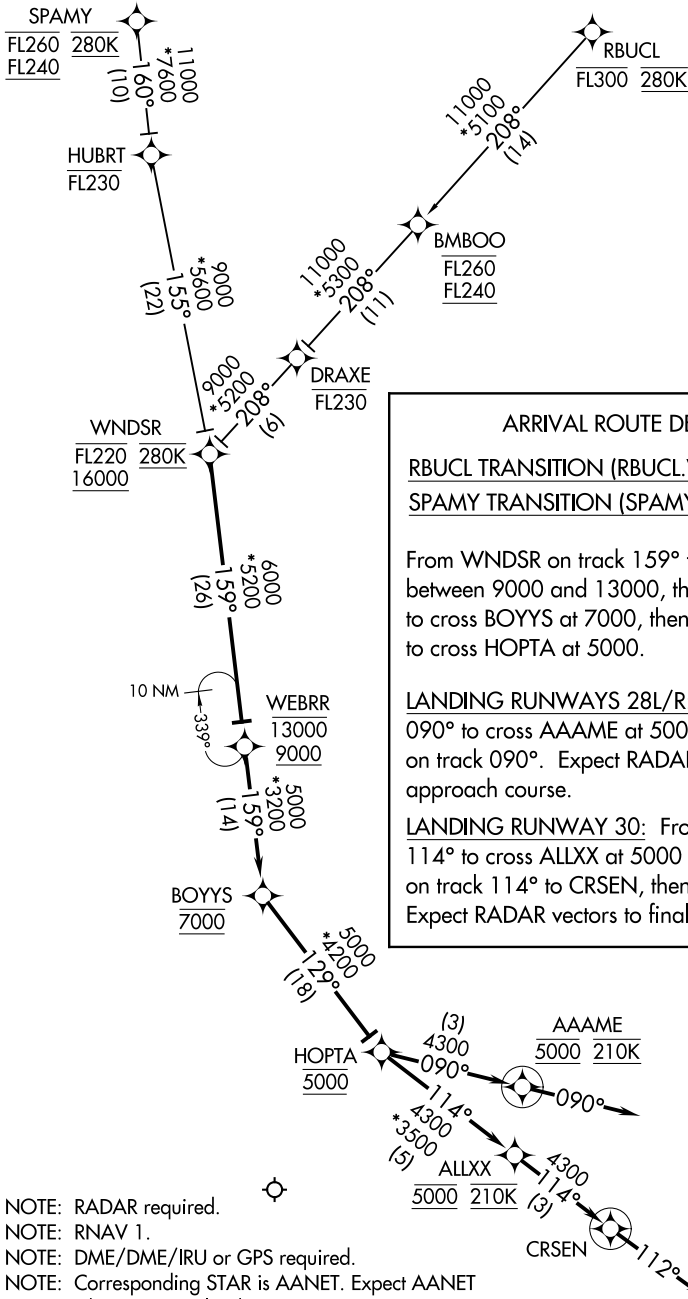 SPAMY
FL260 280K
FL240
11000
*7600
160°
(10)
RBUCL
FL300 280K
11000
*5100
208°
(14)
HUBRT
FL230
BMBOO
FL260
FL240
9000
*5600
155°
(22)
11000
*5300
208°
(11)
DRAXE
FL230
9000
*5200
208°
(6)
WNDSR
FL220 280K
16000
ARRIVAL ROUTE DE
RBUCL TRANSITION (RBUCL.
SPAMY TRANSITION (SPAMY
From WNDSR on track 159°
between 9000 and 13000, th
to cross BOYYS at 7000, then
to cross HOPTA at 5000.
LANDING RUNWAYS 28L/R
090° to cross AAAME at 500
on track 090°. Expect RADAR
approach course.
LANDING RUNWAY 30: Fro
114° to cross ALLXX at 5000
on track 114° to CRSEN, then
Expect RADAR vectors to final
6000
*5200
159°
(26)
10 NM
339°
WEBRR
13000
9000
5000
*3200
159°
(14)
BOYYS
7000
5000
*4200
129°
(18)
HOPTA
5000
(3)
4300
090°
AAAME
5000 210K
090°
114°
4300
*3500
(5)
ALLXX
5000 210K
4300
114°
(3)
CRSEN
112°
NOTE: RADAR required.
NOTE: RNAV 1.
NOTE: DME/DME/IRU or GPS required.
NOTE: Corresponding STAR is AANET. Expect AANET